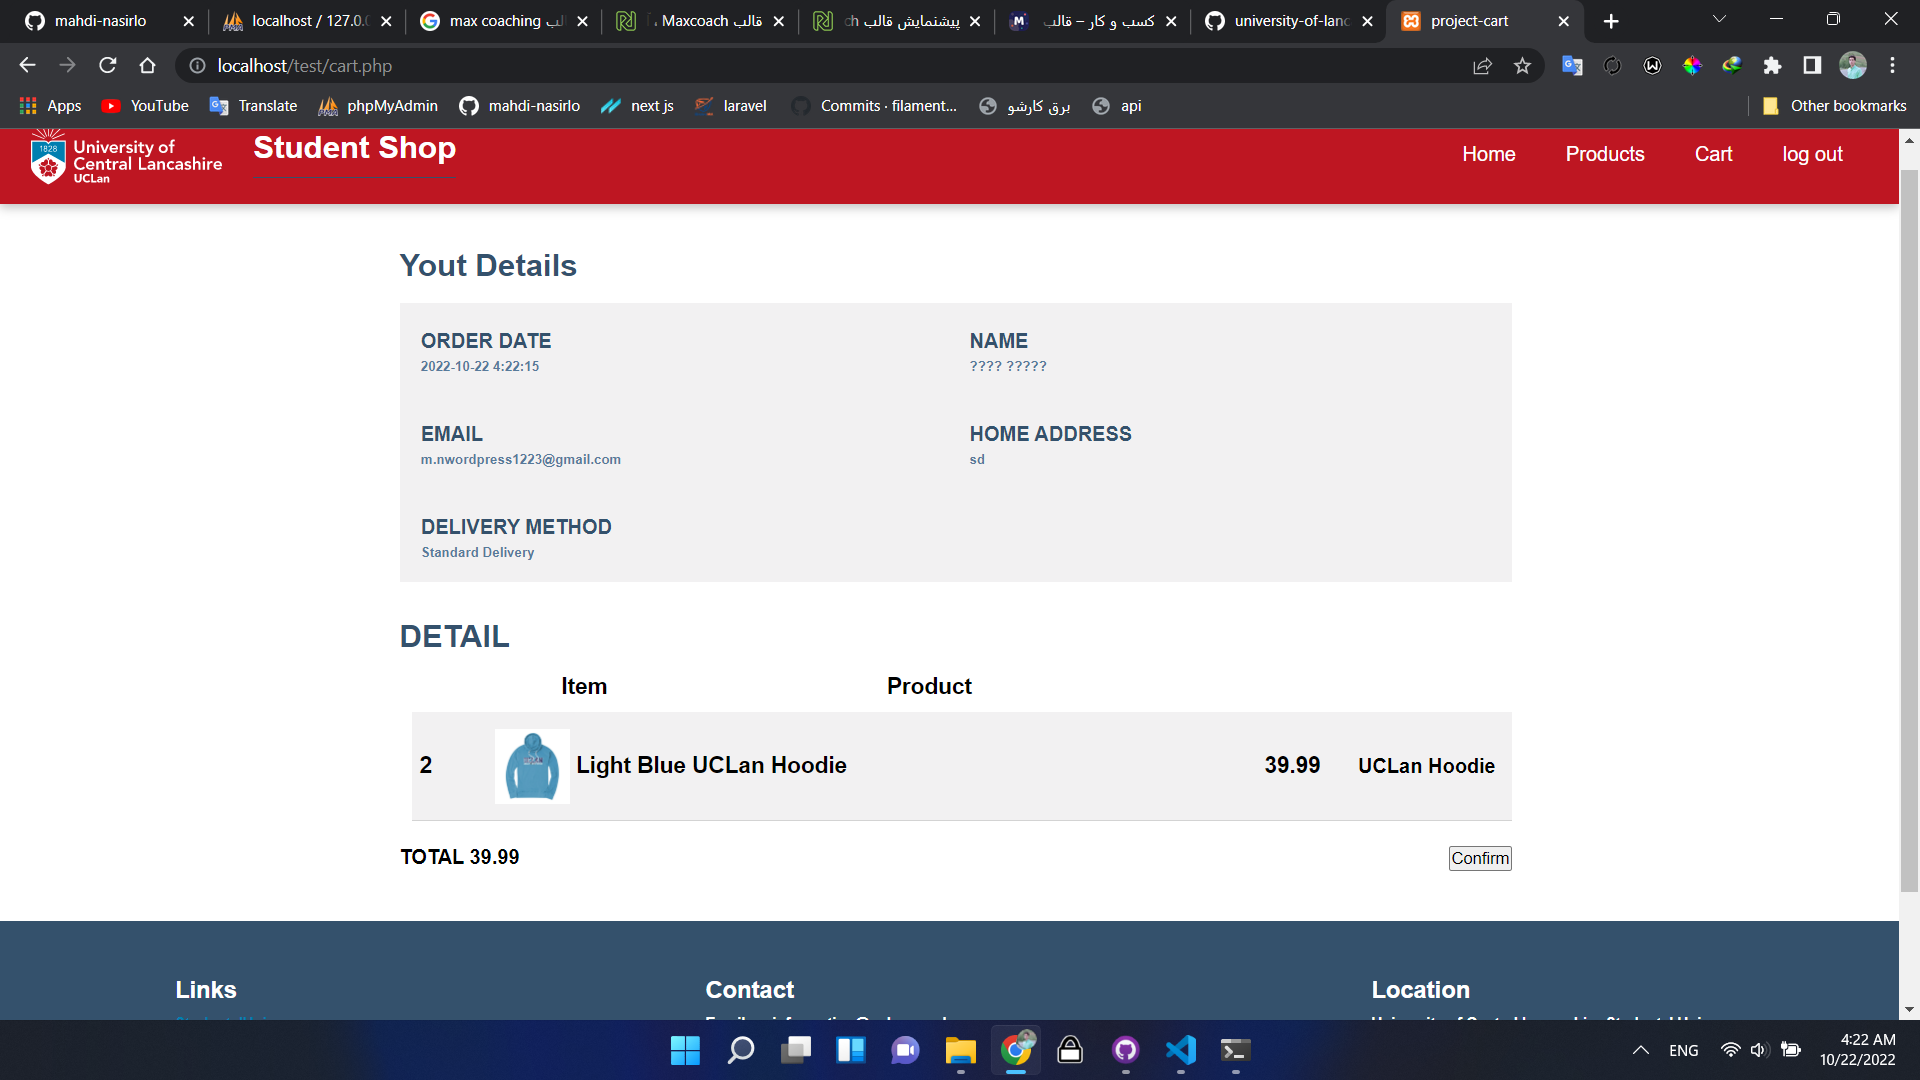 mahdi-nasirlo
localhost / 127.0.0
max coaching قالب
قالب Maxcoach ،
پیشنمایش قالب ch
کسب و کار – قالب
university-of-lanc
project-cart
localhost/test/cart.php
Apps
YouTube
Translate
phpMyAdmin
mahdi-nasirlo
next js
laravel
Commits · filament...
برق کارشو
api
Other bookmarks
1828
University of
Central Lancashire
UCLan
Student Shop
Home
Products
Cart
log out
Yout Details
ORDER DATE
2022-10-22 4:22:15
NAME
???? ?????
EMAIL
m.nwordpress1223@gmail.com
HOME ADDRESS
sd
DELIVERY METHOD
Standard Delivery
DETAIL
Item
Product
2
Light Blue UCLan Hoodie
39.99
UCLan Hoodie
TOTAL 39.99
Confirm
Links
Contact
Location
ENG
4:22 AM
10/22/2022